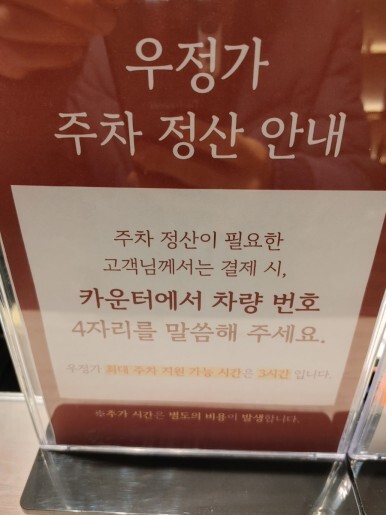 우정가
주차 정산 안내
주차 정산이 필요한
고객님께서는 결제 시,
카운터에서 차량 번호
4자리를 말씀해 주세요.
우정가 최대 주차 지원 가능 시간은 3시간 입니다.
※추가 시간은 별도의 비용이 발생합니다.